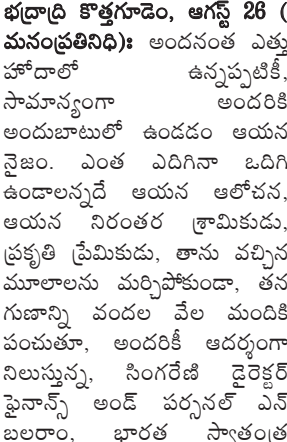 భద్రాద్రి కొత్తగూడెం, ఆగస్ట్ 26 (
మనంప్రతినిధి): అందనంత ఎత్తు
హోదాలో ఉన్నప్పటికీ,
సామాన్యంగా అందరికి
అందుబాటులో ఉండడం ఆయన
నైజం. ఎంత ఎదిగినా ఒదిగి
ఉండాలన్నదే ఆయన ఆలోచన,
ఆయన నిరంతర శ్రామికుడు,
ప్రకృతి ప్రేమికుడు, తాను వచ్చిన
మూలాలను మర్చిపోకుండా, తన
గుణాన్ని వందల వేల మందికి
పంచుతూ, అందరికీ ఆదర్శంగా
నిలుస్తున్న, సింగరేణి డైరెక్టర్
ఫైనాన్స్ అండ్ పర్సనల్ ఎన్
బలరాం, భారత స్వాతంత్ర